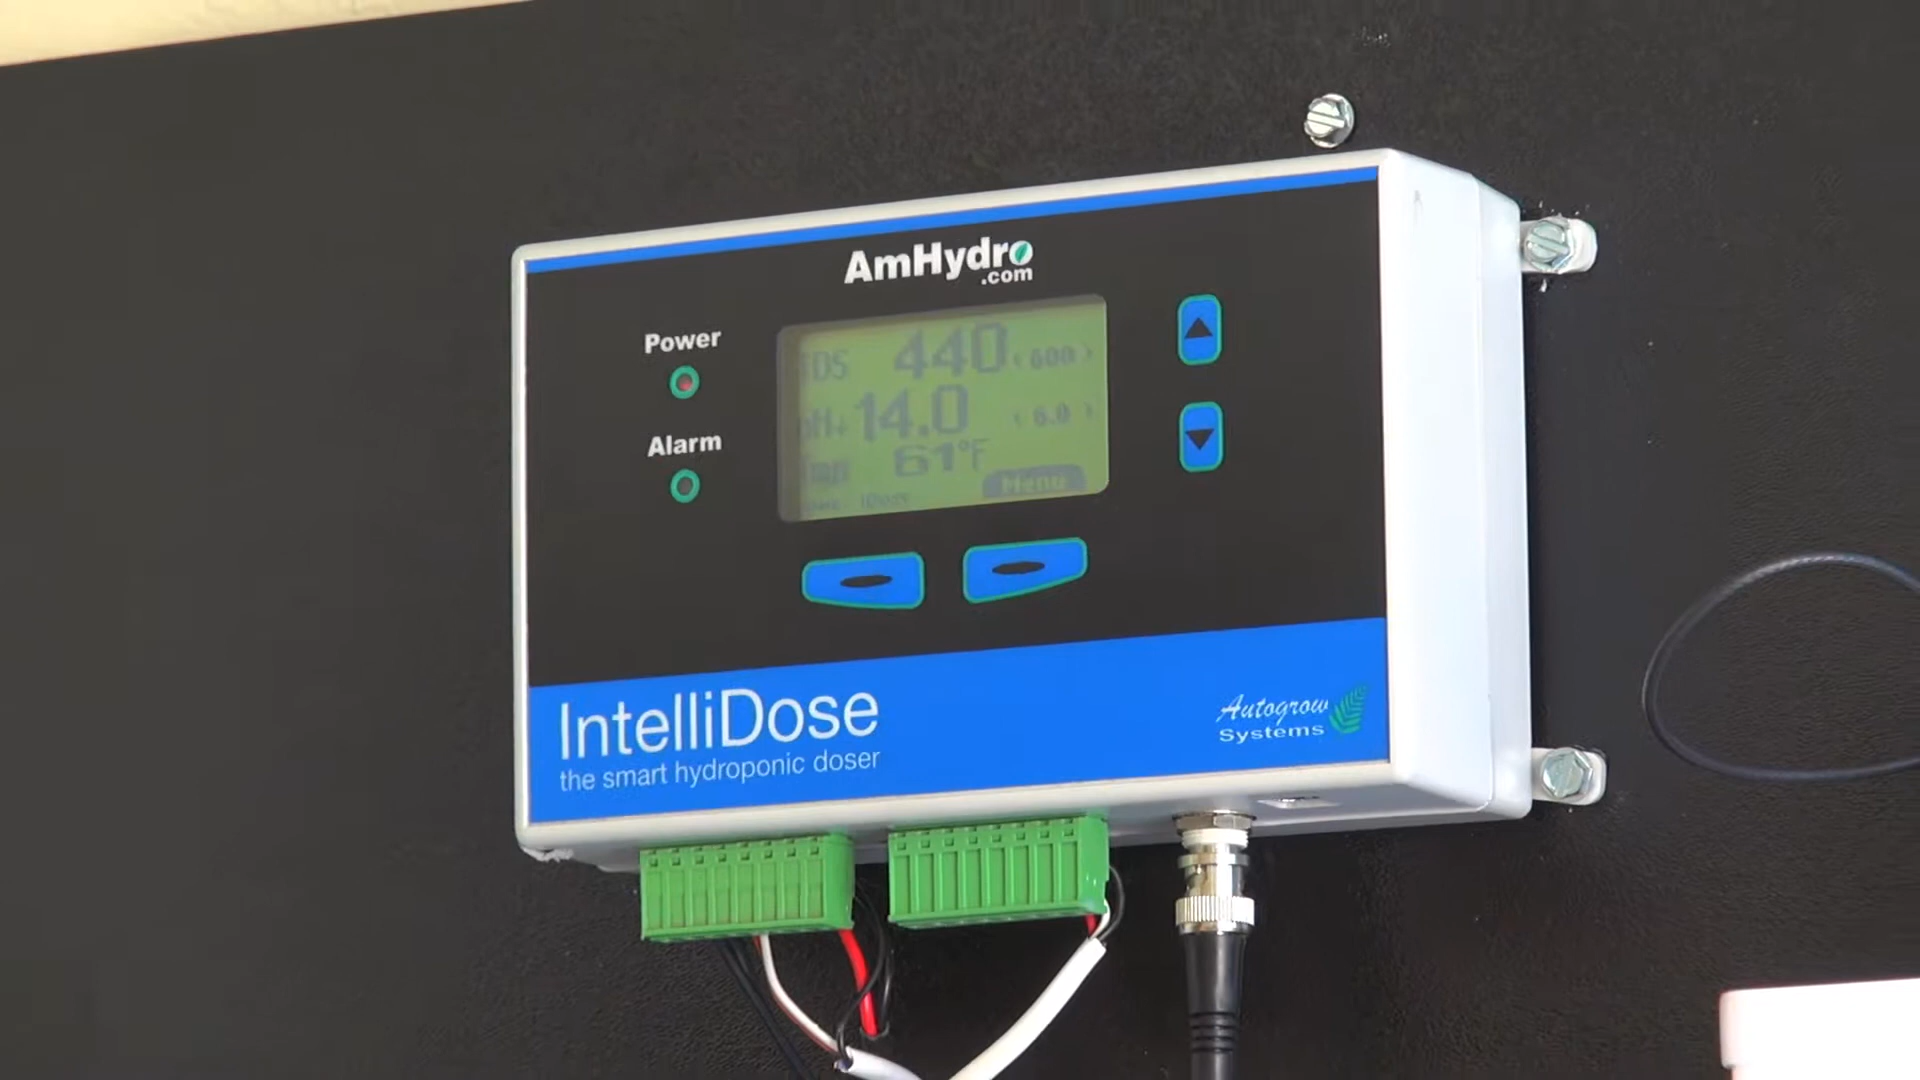 AmHydro
.com
Power
TDS 440 ‹ 600 ›
Alarm
pH↓ 14.0 ‹ 6.0 ›
61°F
Menu
IntelliDose
the smart hydroponic doser
Autogrow
Systems